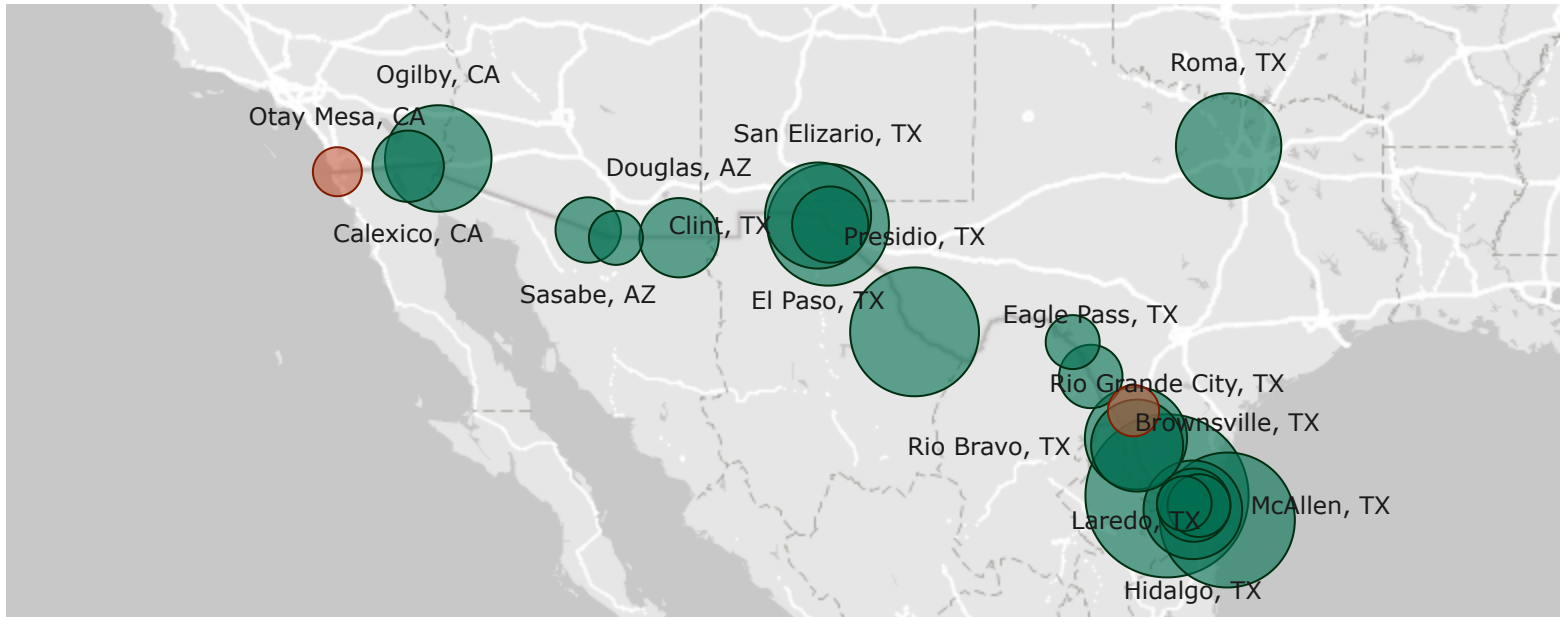 Roma, TX
Ogilby, CA
Otay Mesa, CA
San Elizario, TX
Douglas, AZ
Clint, TX
Calexico, CA
Presidio, TX
Sasabe, AZ
El Paso, TX
Eagle Pass, TX
Rio Grande City, TX
Brownsville, TX
Rio Bravo, TX
McAllen, TX
Laredo, TX
Hidalgo, TX